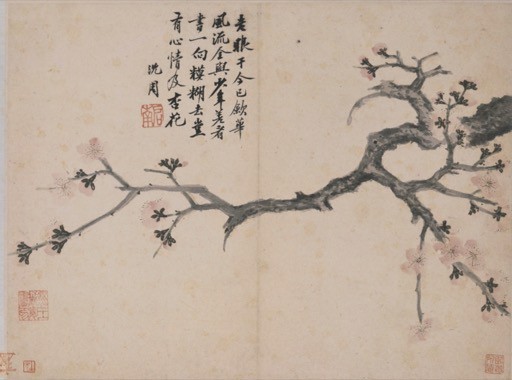 老眼于今已歛華
風流全與少年差看
書一向糢糊去豈
有心情及杏花
沈周